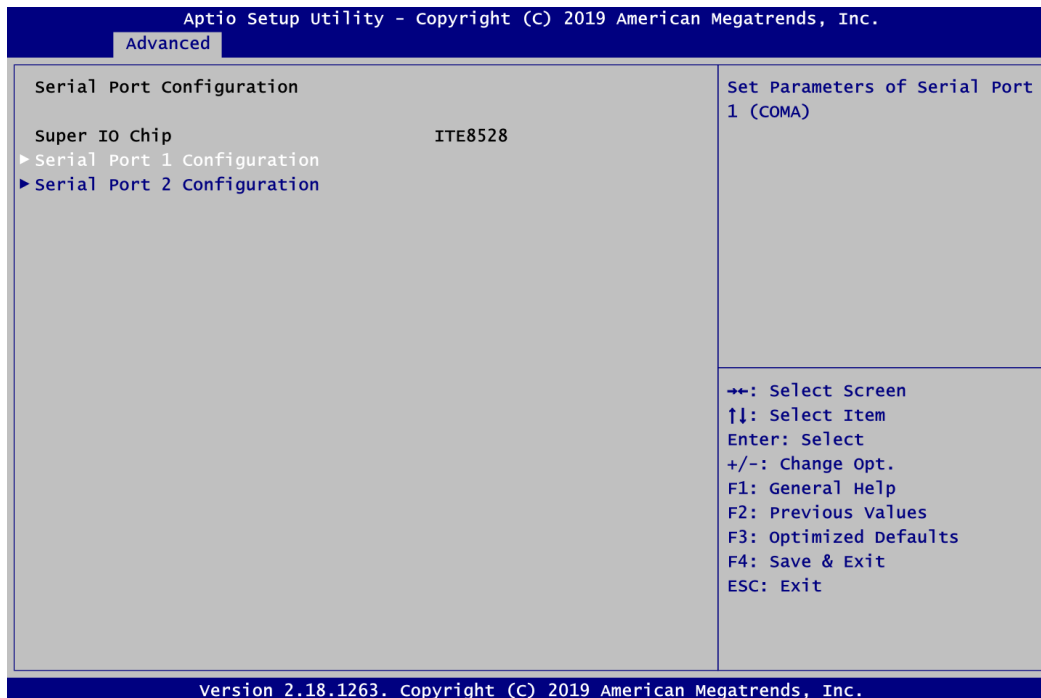 Aptio Setup Utility – Copyright (C) 2019 American Megatrends, Inc.
Advanced
Serial Port Configuration
Super IO Chip ITE8528
▶Serial Port 1 Configuration
▶Serial Port 2 Configuration
Set Parameters of Serial Port
1 (COMA)
→←: Select Screen
↑↓: Select Item
Enter: Select
+/-: Change Opt.
F1: General Help
F2: Previous Values
F3: Optimized Defaults
F4: Save & Exit
ESC: Exit
Version 2.18.1263. Copyright (C) 2019 American Megatrends, Inc.